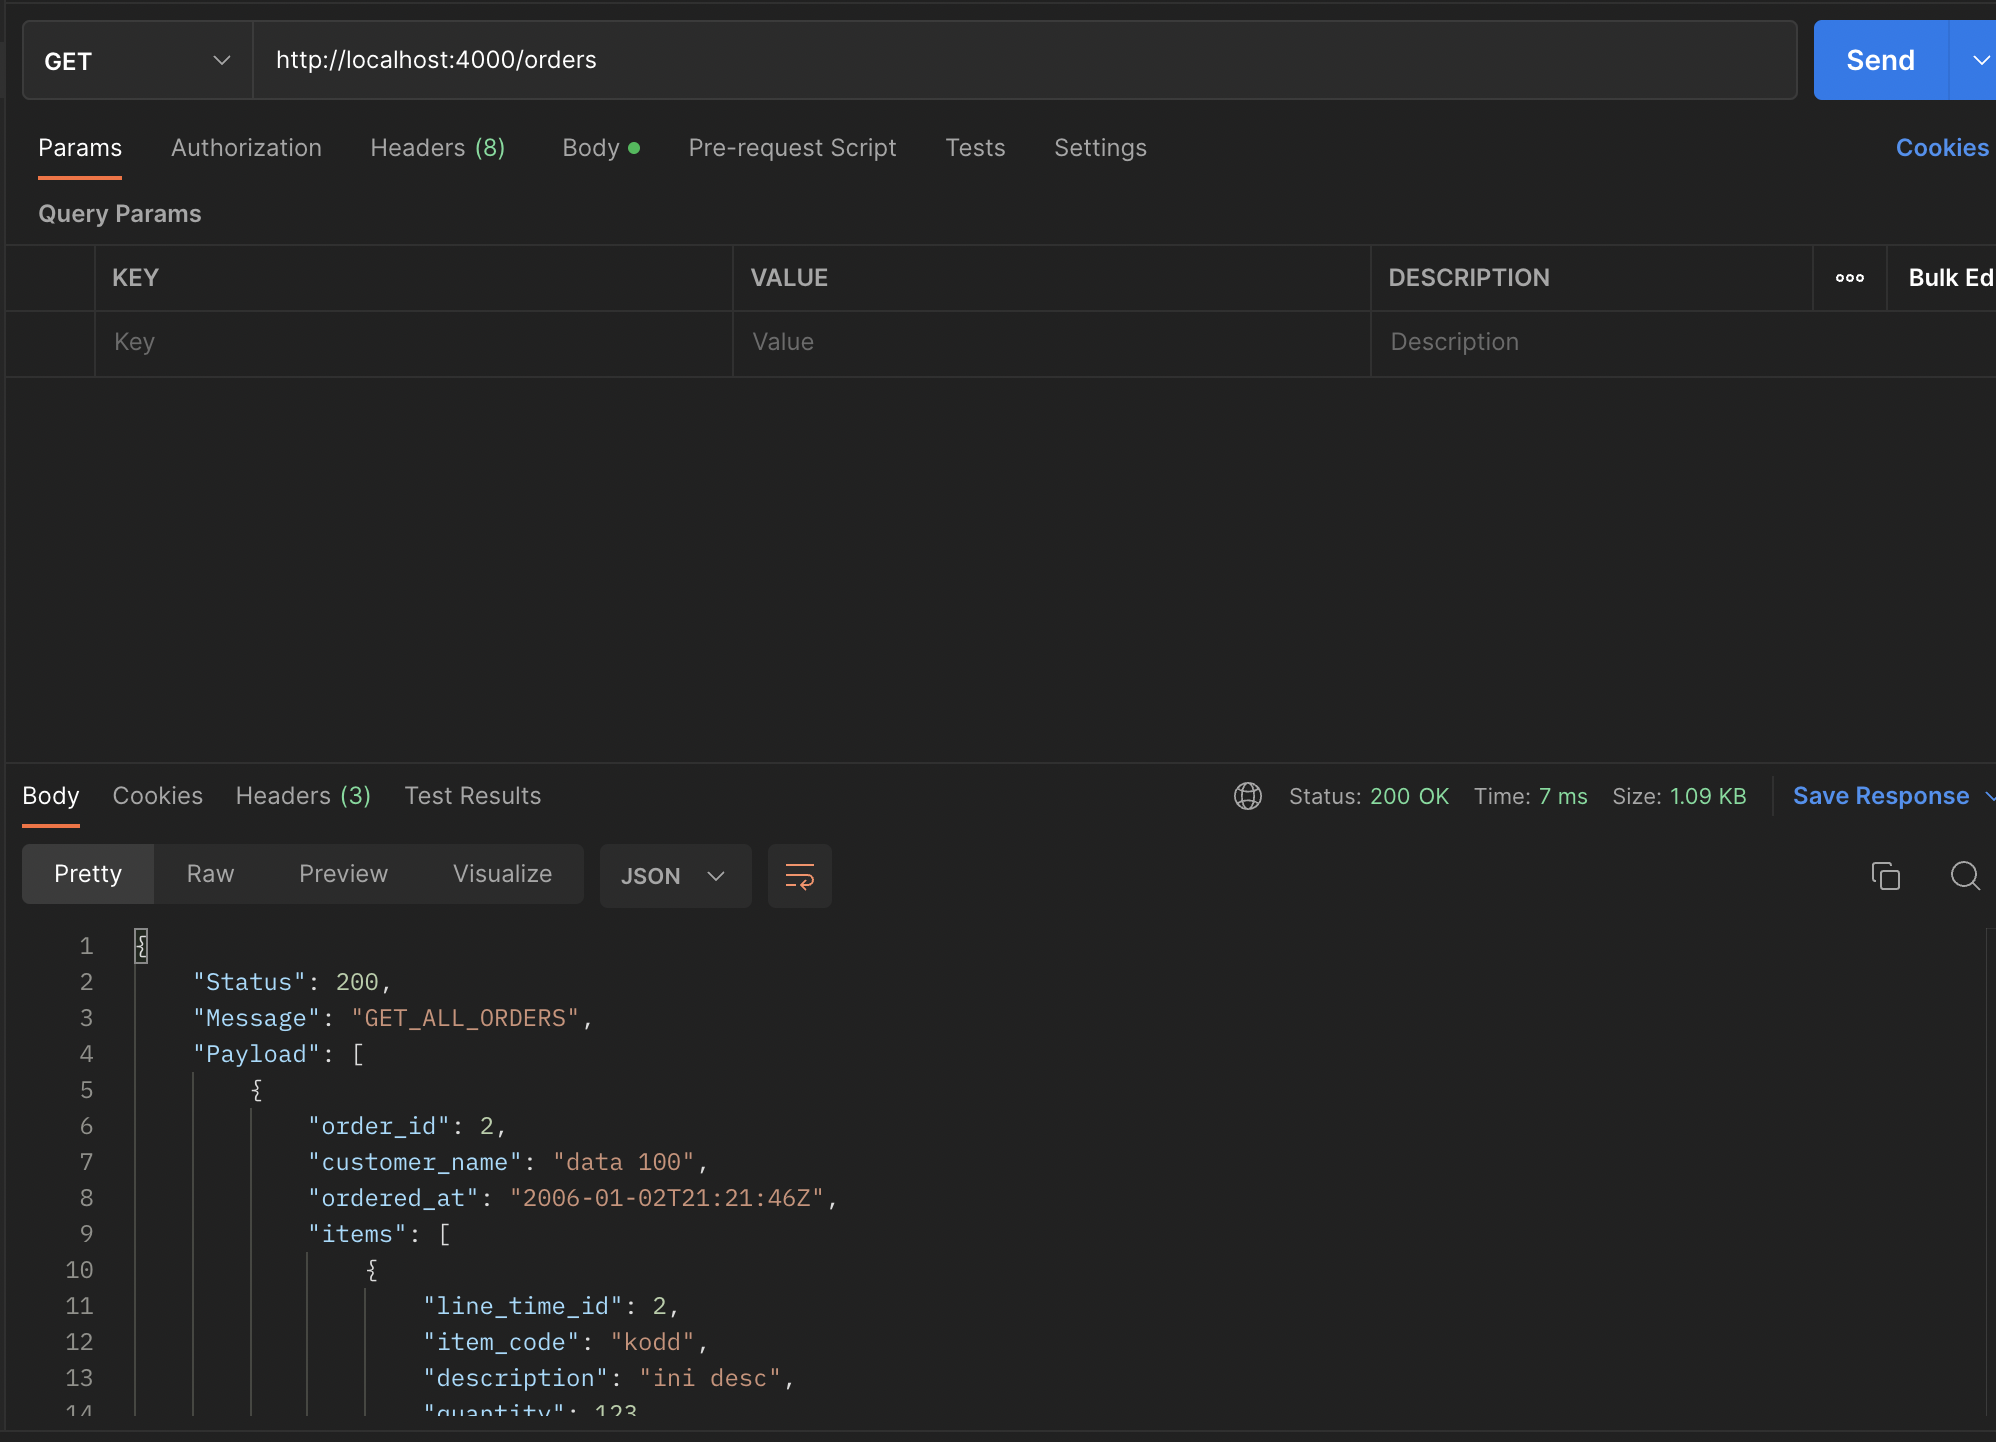 GET http://localhost:4000/orders Send
Params Authorization Headers (8) Body Pre-request Script Tests Settings Cookies
Query Params
KEY VALUE DESCRIPTION Bulk Ed
Key Value Description
Body Cookies Headers (3) Test Results Status: 200 OK Time: 7 ms Size: 1.09 KB Save Response
Pretty Raw Preview Visualize JSON
1 {
2 "Status": 200,
3 "Message": "GET_ALL_ORDERS",
4 "Payload": [
5 {
6 "order_id": 2,
7 "customer_name": "data 100",
8 "ordered_at": "2006-01-02T21:21:46Z",
9 "items": [
10 {
11 "line_time_id": 2,
12 "item_code": "kodd",
13 "description": "ini desc",
14 "quantity": 123